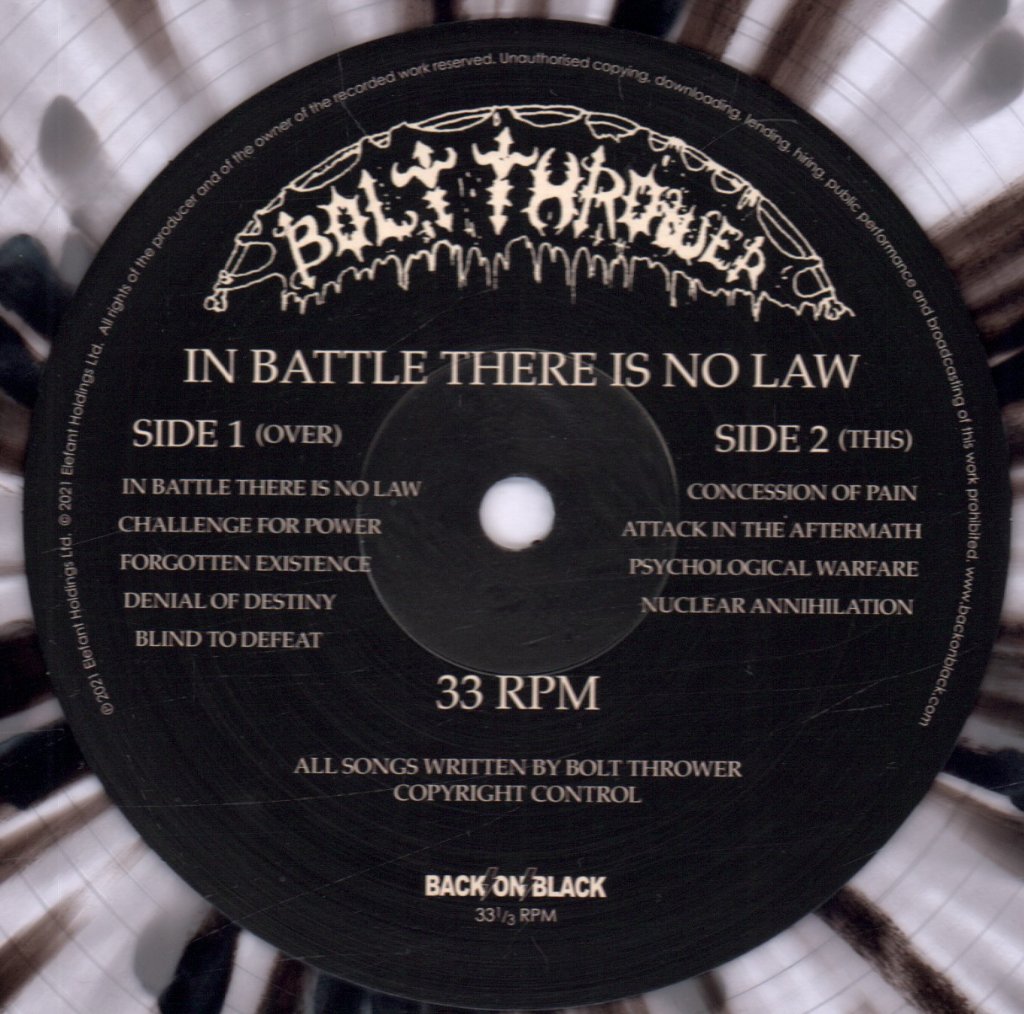 BOLT THROWER
IN BATTLE THERE IS NO LAW
SIDE 1 (OVER)
IN BATTLE THERE IS NO LAW
CHALLENGE FOR POWER
FORGOTTEN EXISTENCE
DENIAL OF DESTINY
BLIND TO DEFEAT
SIDE 2 (THIS)
CONCESSION OF PAIN
ATTACK IN THE AFTERMATH
PSYCHOLOGICAL WARFARE
NUCLEAR ANNIHILATION
33 RPM
ALL SONGS WRITTEN BY BOLT THROWER
COPYRIGHT CONTROL
BACK ON BLACK
33 1/3 RPM
℗ 2021 Elefant Holdings Ltd. © 2021 Elefant Holdings Ltd. All rights of the producer and of the owner of the recorded work reserved. Unauthorised copying, downloading, lending, hiring, public performance and broadcasting of this work prohibited. www.backonblack.com